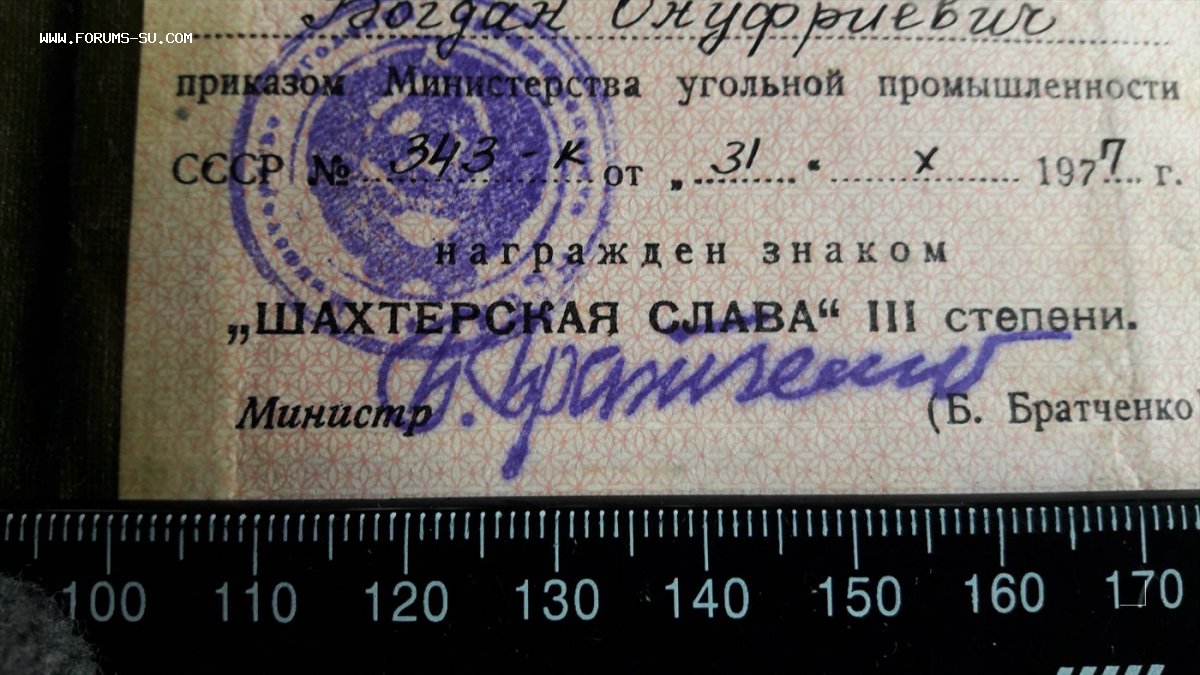 WWW.FORUMS-SU.COM
Богдан Онуфриевич
приказом Министерства угольной промышленности
СССР № 343-к от „31“ X 1977 г.
награжден знаком
„ШАХТЕРСКАЯ СЛАВА“ III степени.
Министр (Б. Братченко
100 110 120 130 140 150 160 170